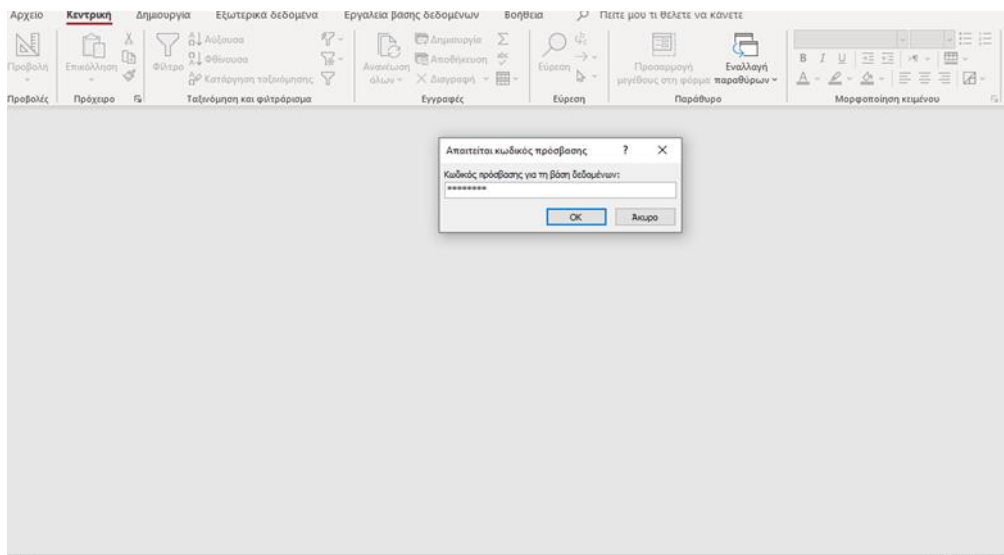 Αρχείο Κεντρική Δημιουργία Εξωτερικά δεδομένα Εργαλεία βάσης δεδομένων Βοήθεια Πείτε μου τι θέλετε να κάνετε
Προβολή
Επικόλληση
Φίλτρο
Αύξουσα
Φθίνουσα
Κατάργηση ταξινόμησης
Ανανέωση όλων
Δημιουργία
Αποθήκευση
Διαγραφή
Εύρεση
Προσαρμογή
μεγέθους στη φόρμα
Εναλλαγή
παραθύρων
B I U
A
Προβολές Πρόχειρο Ταξινόμηση και φιλτράρισμα Εγγραφές Εύρεση Παράθυρο Μορφοποίηση κειμένου
Απαιτείται κωδικός πρόσβασης ? ×
Κωδικός πρόσβασης για τη βάση δεδομένων:
********
OK Άκυρο